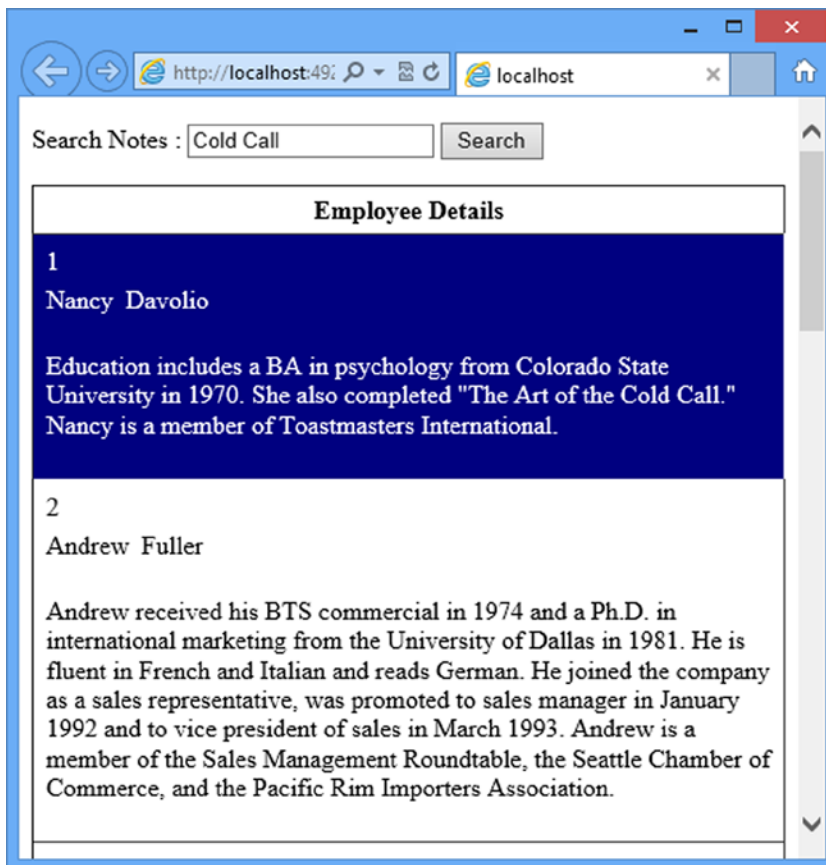 http://localhost:49
localhost
Search Notes : Cold Call Search
Employee Details
1
Nancy Davolio
Education includes a BA in psychology from Colorado State
University in 1970. She also completed "The Art of the Cold Call."
Nancy is a member of Toastmasters International.
2
Andrew Fuller
Andrew received his BTS commercial in 1974 and a Ph.D. in
international marketing from the University of Dallas in 1981. He is
fluent in French and Italian and reads German. He joined the company
as a sales representative, was promoted to sales manager in January
1992 and to vice president of sales in March 1993. Andrew is a
member of the Sales Management Roundtable, the Seattle Chamber of
Commerce, and the Pacific Rim Importers Association.